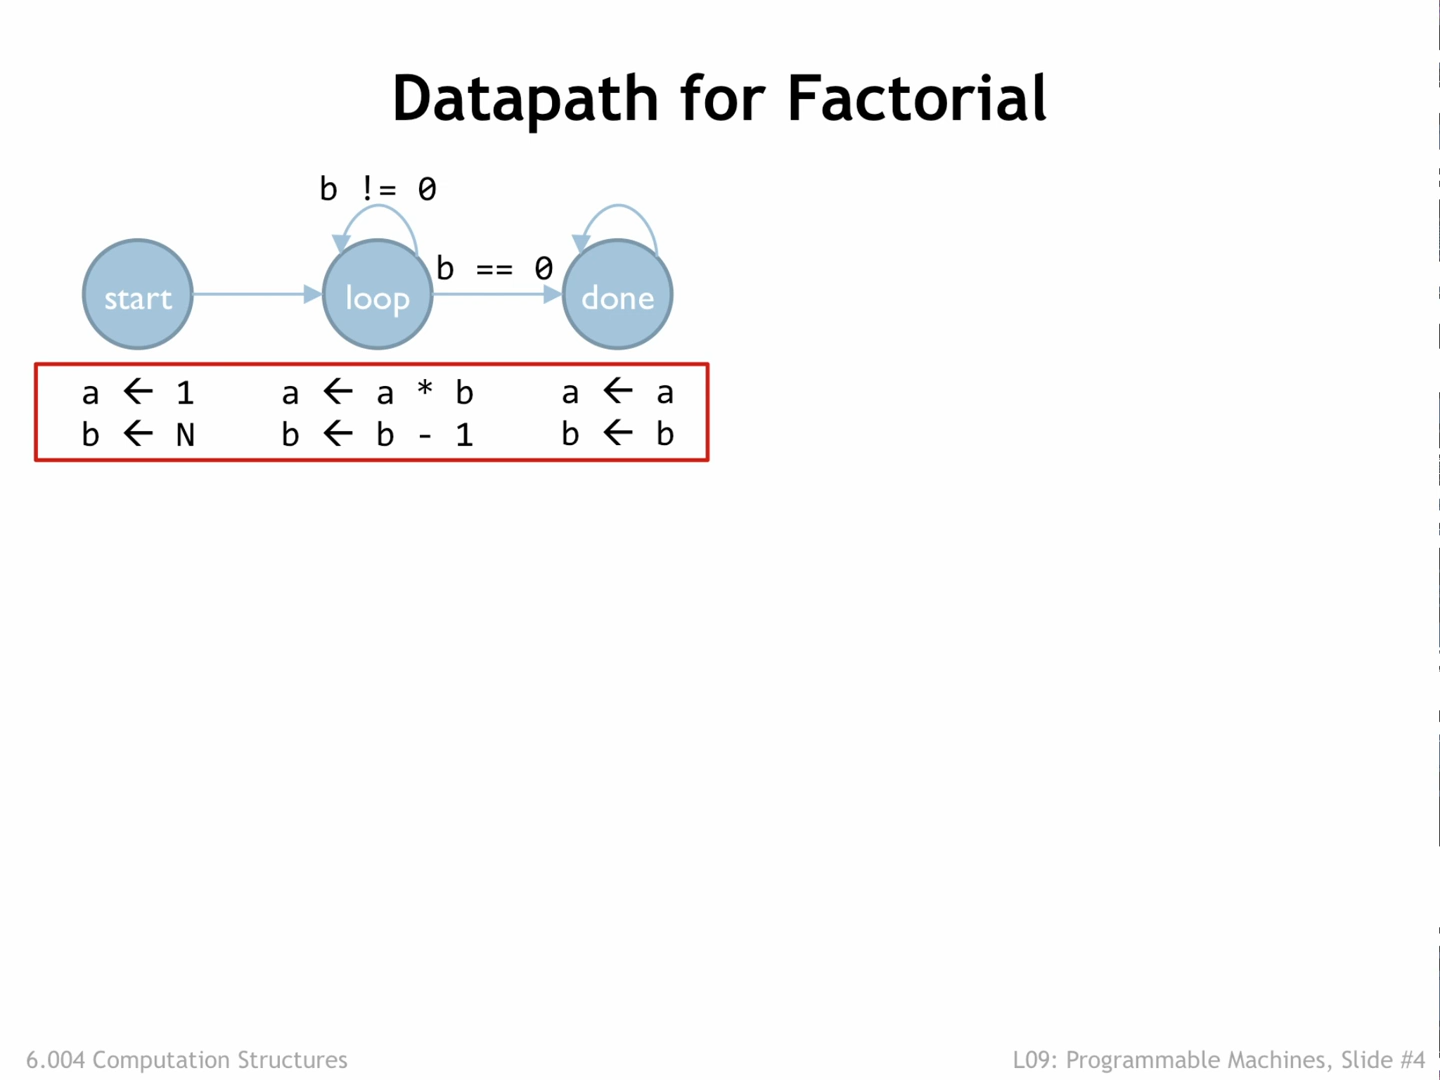 Datapath for Factorial
b != 0
b == 0
start
loop
done
a ← 1
b ← N
a ← a * b
b ← b - 1
a ← a
b ← b
6.004 Computation Structures
L09: Programmable Machines, Slide #4